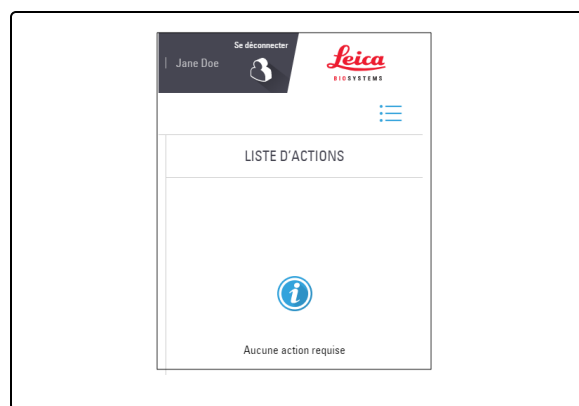 Se déconnecter
| Jane Doe
Leica
BIOSYSTEMS
LISTE D'ACTIONS
i
Aucune action requise